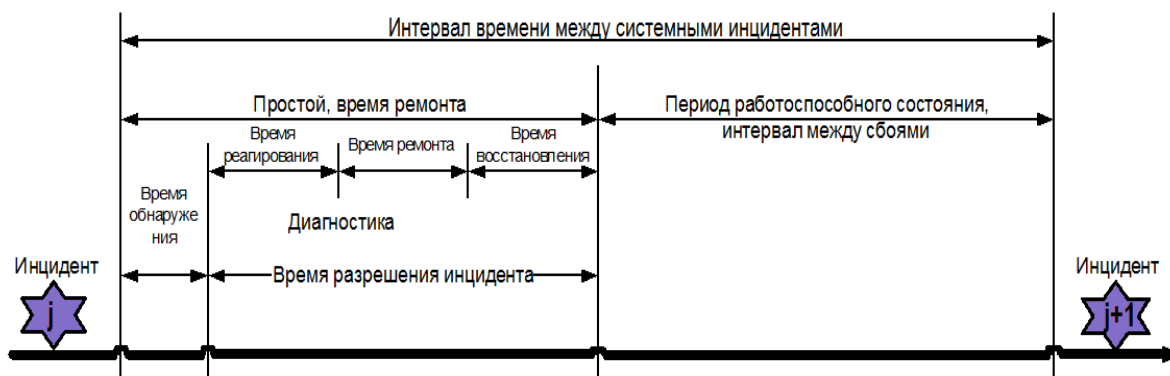 Интервал времени между системными инцидентами
Простой, время ремонта
Период работоспособного состояния,
интервал между сбоями
Время
реагирования
Время ремонта
Время
восстановления
Время
обнаруже
ния
Диагностика
Время разрешения инцидента
Инцидент
j
Инцидент
j+1